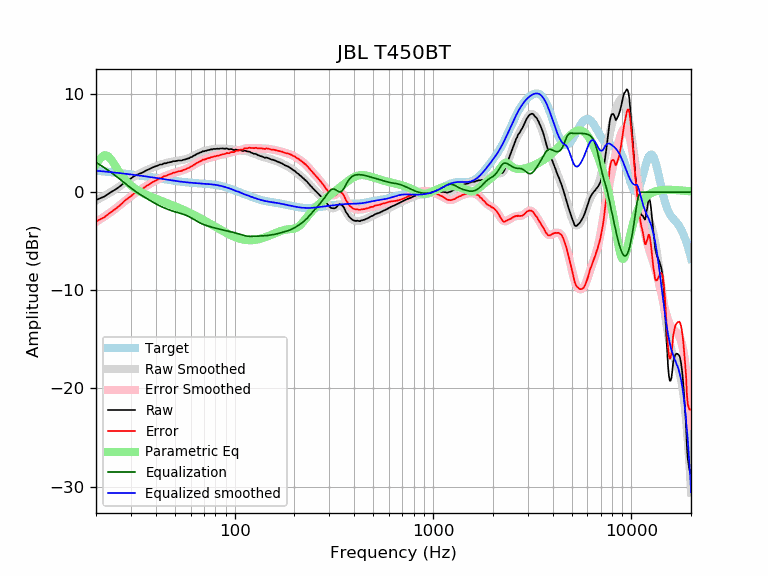 JBL T450BT
Amplitude (dBr)
10
0
−10
−20
−30
Target
Raw Smoothed
Error Smoothed
Raw
Error
Parametric Eq
Equalization
Equalized smoothed
100
1000
10000
Frequency (Hz)